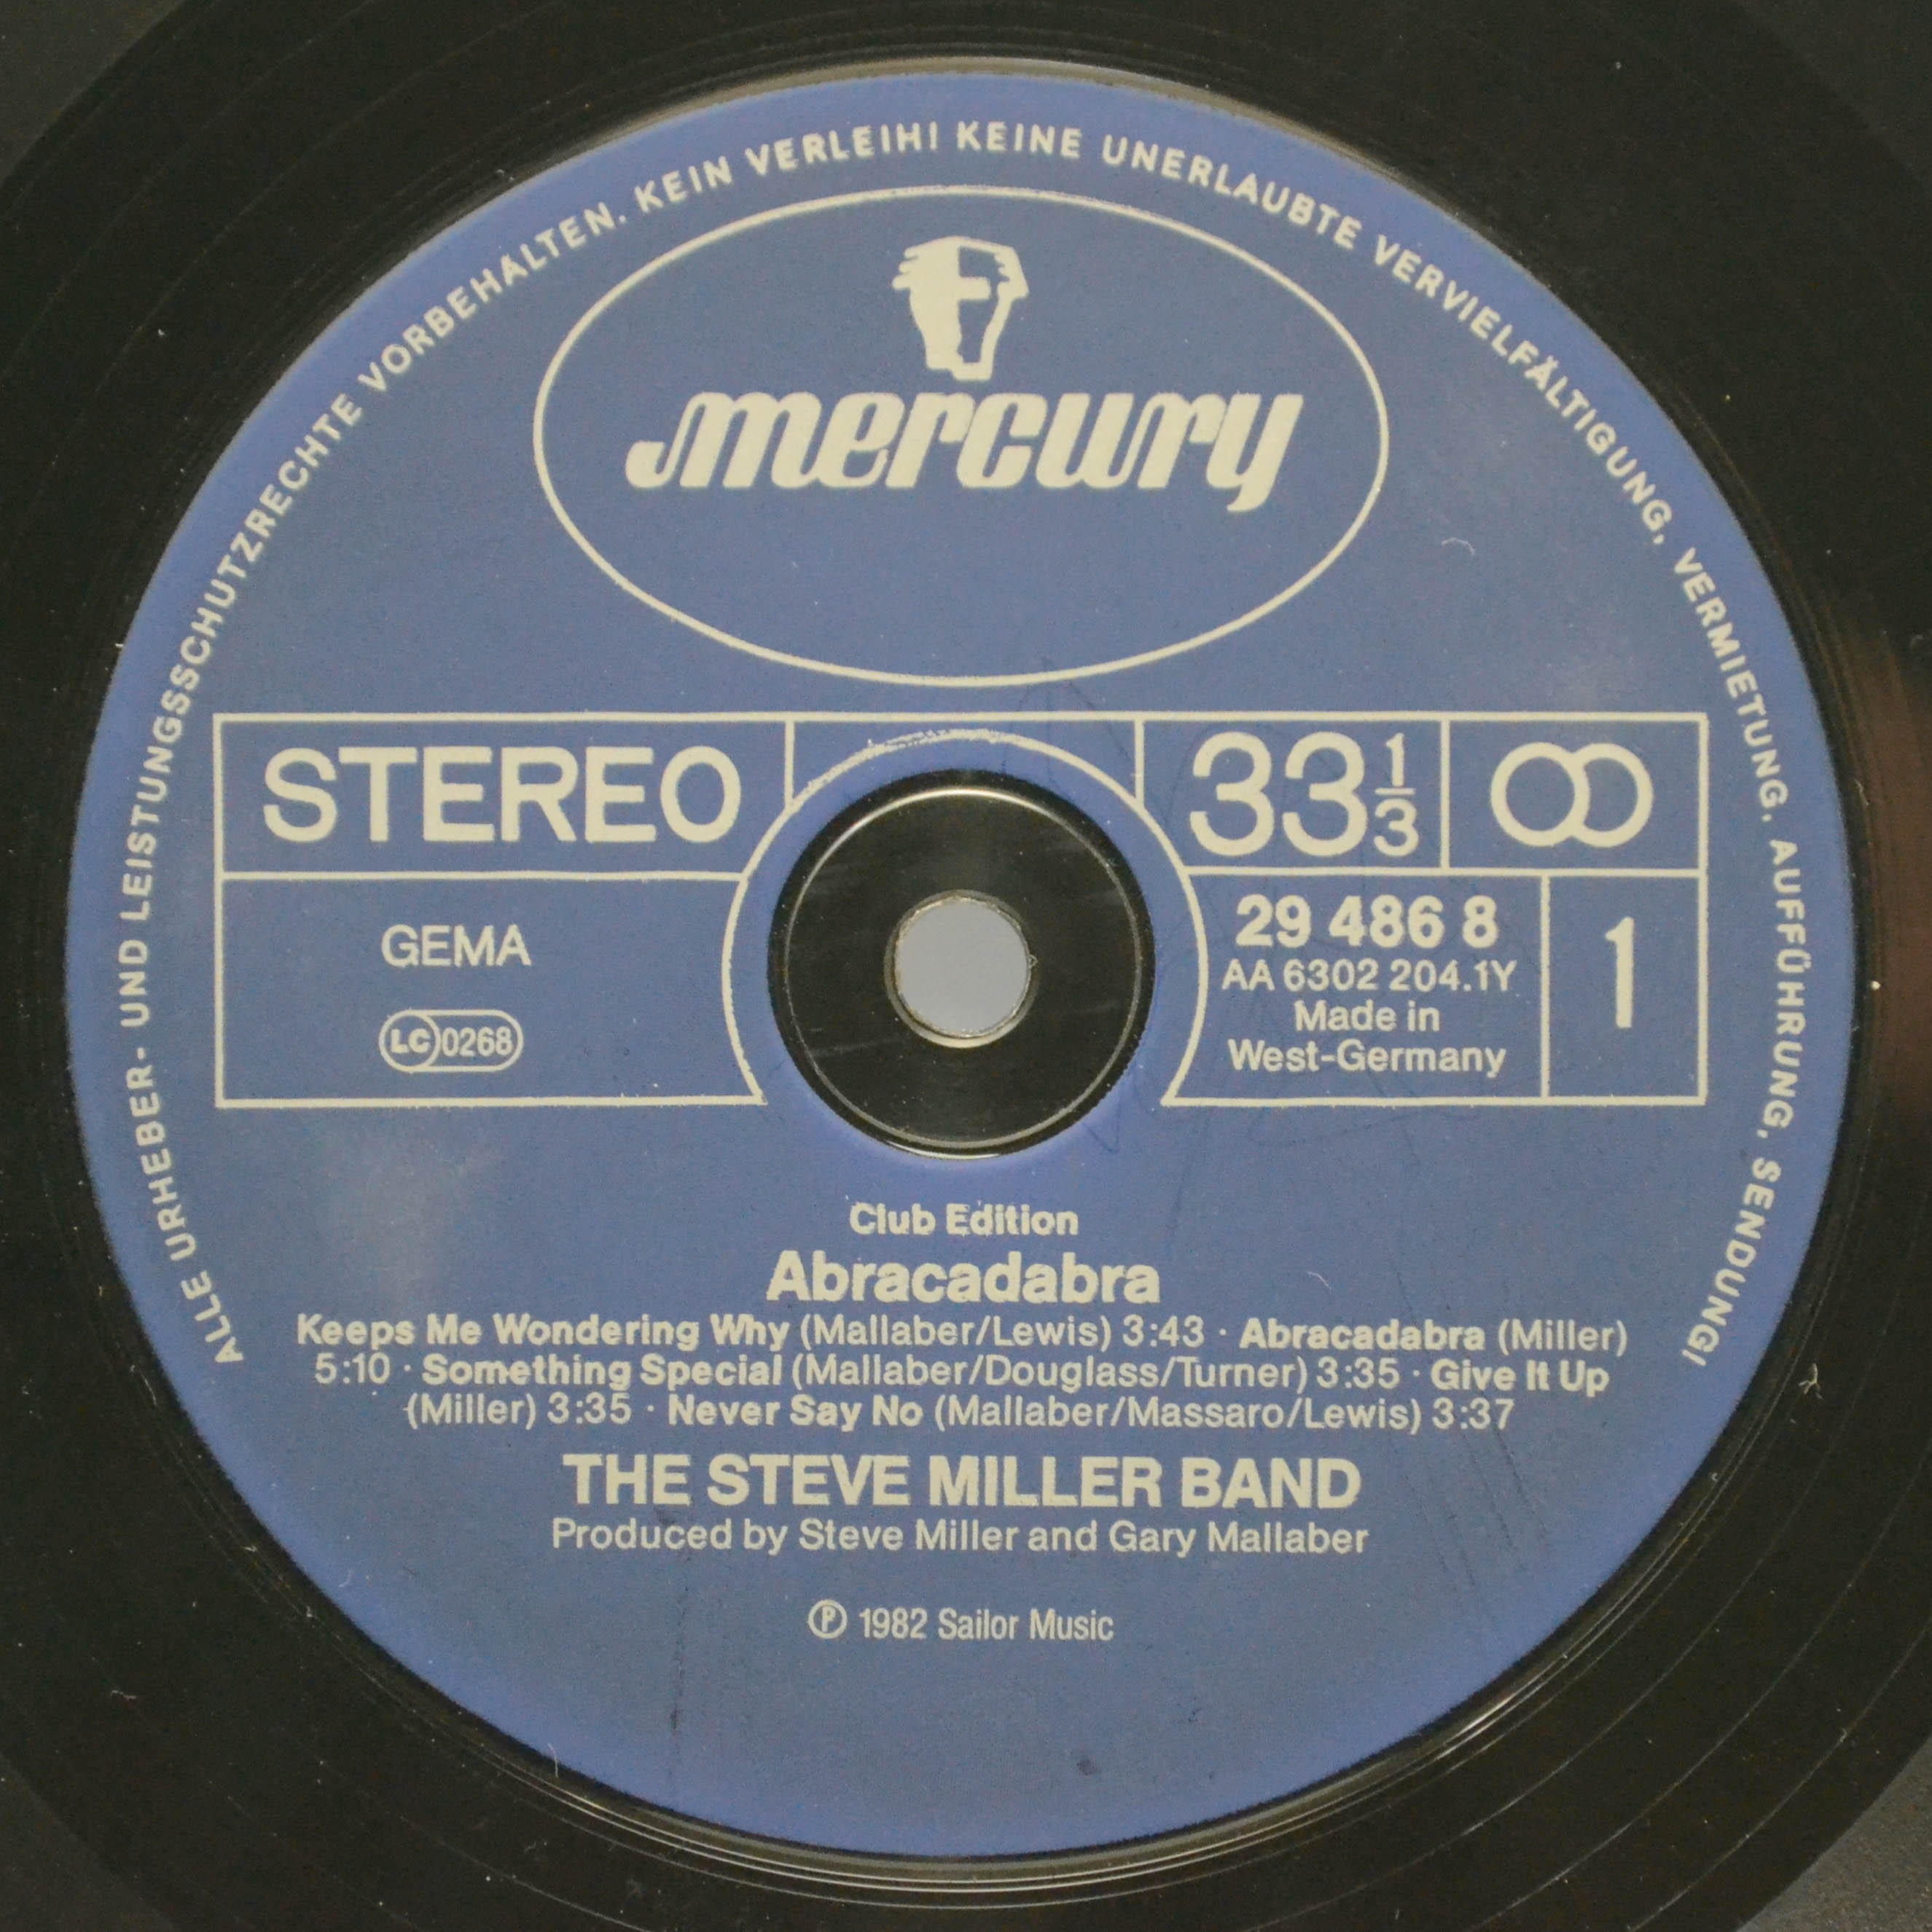 ALLE URHEBER- UND LEISTUNGSSCHUTZRECHTE VORBEHALTEN. KEIN VERLEIH! KEINE UNERLAUBTE VERVIELFÄLTIGUNG, VERMIETUNG, AUFFÜHRUNG, SENDUNG!
mercury
STEREO
33 1/3
GEMA
LC 0268
29 486 8
AA 6302 204.1Y
Made in
West-Germany
1
Club Edition
Abracadabra
Keeps Me Wondering Why (Mallaber/Lewis) 3:43 · Abracadabra (Miller)
5:10 · Something Special (Mallaber/Douglass/Turner) 3:35 · Give It Up
(Miller) 3:35 · Never Say No (Mallaber/Massaro/Lewis) 3:37
THE STEVE MILLER BAND
Produced by Steve Miller and Gary Mallaber
℗ 1982 Sailor Music